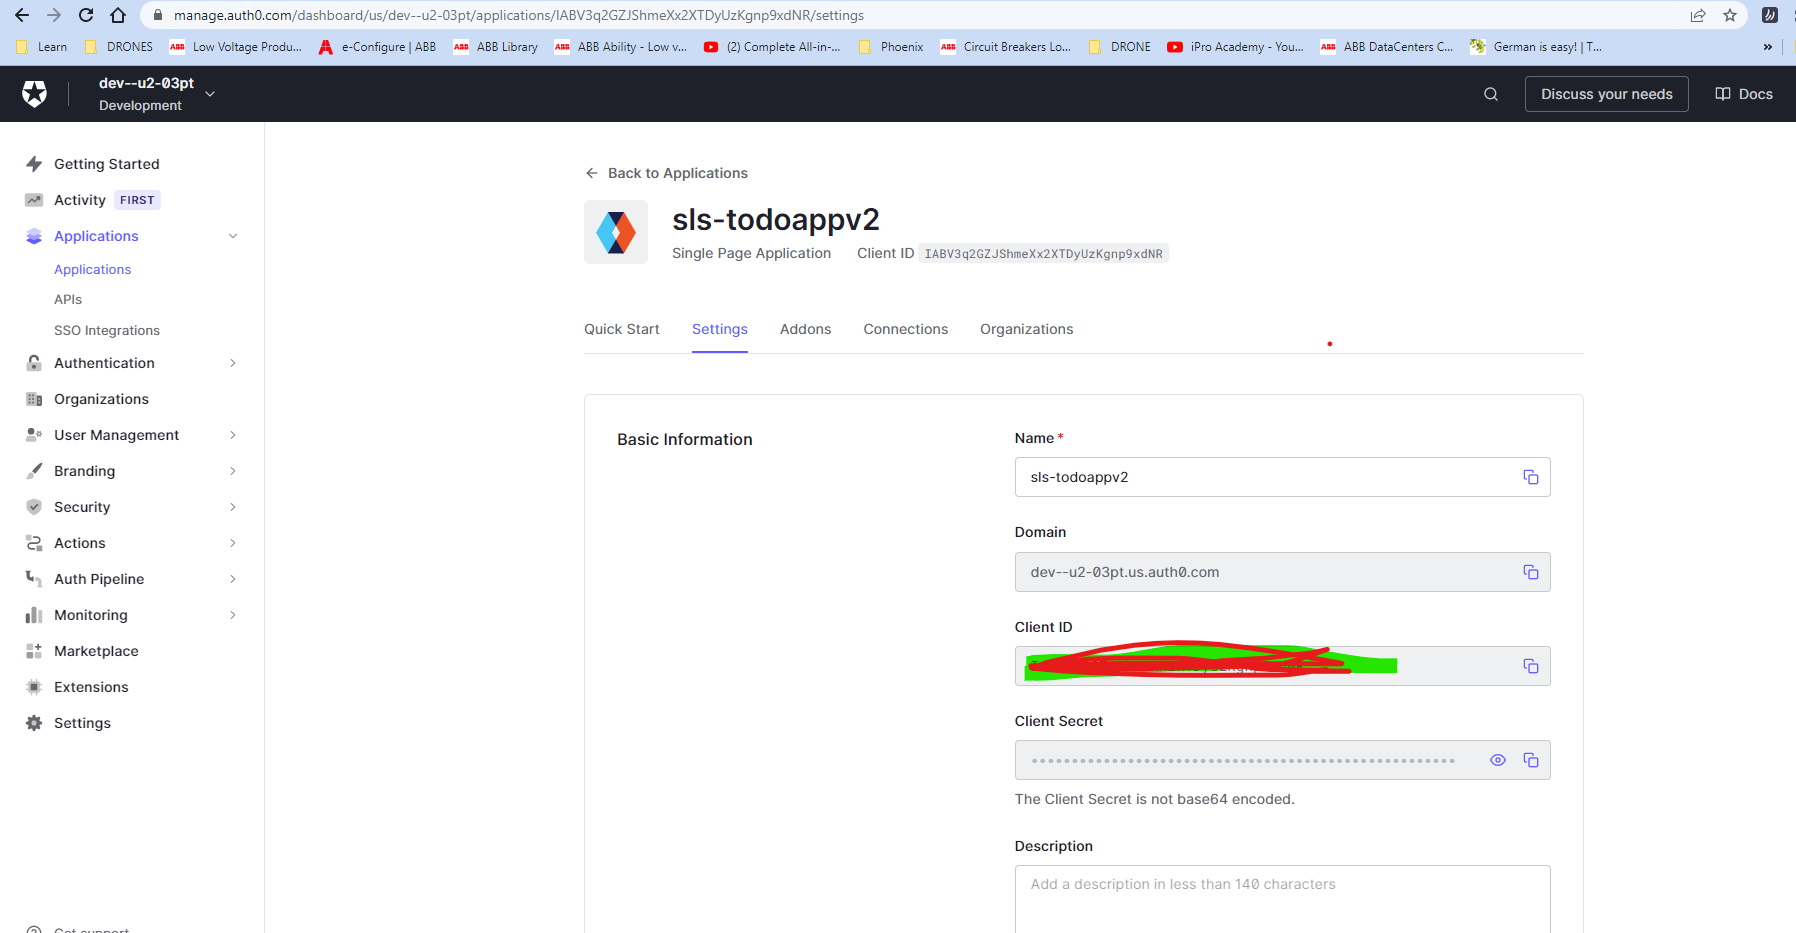 manage.auth0.com/dashboard/us/dev--u2-03pt/applications/IABV3q2GZJShmeXx2XTDyUzKgnp9xdNR/settings
Learn DRONES Low Voltage Produ... e-Configure | ABB ABB Library ABB Ability - Low v... (2) Complete All-in-... Phoenix Circuit Breakers Lo... DRONE iPro Academy - You... ABB DataCenters C... German is easy! | T... »
dev--u2-03pt
Development
Discuss your needs
Docs
Getting Started
Activity FIRST
Applications
Applications
APIs
SSO Integrations
Authentication
Organizations
User Management
Branding
Security
Actions
Auth Pipeline
Monitoring
Marketplace
Extensions
Settings
Get support
Back to Applications
sls-todoappv2
Single Page Application Client ID IABV3q2GZJShmeXx2XTDyUzKgnp9xdNR
Quick Start Settings Addons Connections Organizations
Basic Information
Name *
sls-todoappv2
Domain
dev--u2-03pt.us.auth0.com
Client ID
Client Secret
The Client Secret is not base64 encoded.
Description
Add a description in less than 140 characters